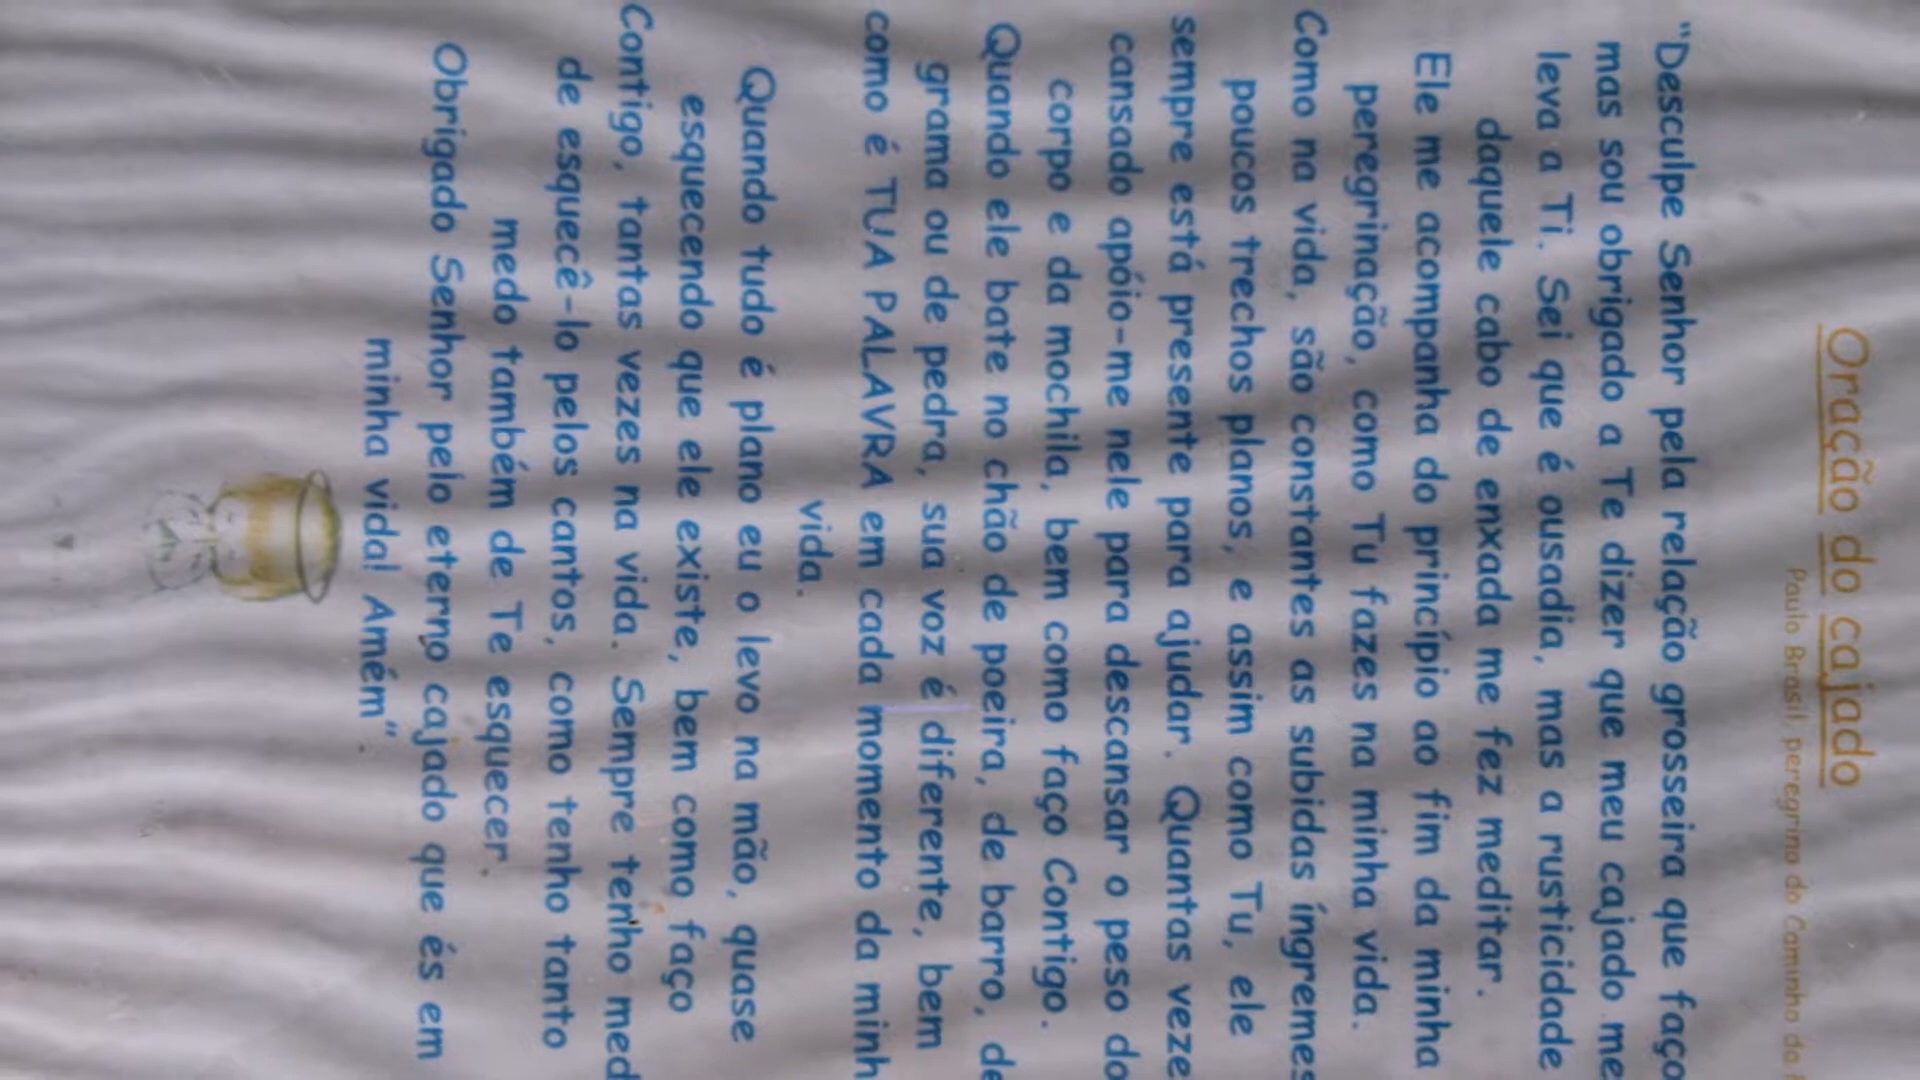 Oração do cajado
Paulo Brasil, peregrino do Caminho da
"Desculpe Senhor pela relação grosseira que faço
mas sou obrigado a Te dizer que meu cajado me
leva a Ti. Sei que é ousadia, mas a rusticidade
daquele cabo de enxada me fez meditar.
Ele me acompanha do princípio ao fim da minha
peregrinação, como Tu fazes na minha vida.
Como na vida, são constantes as subidas íngremes
poucos trechos planos, e assim como Tu, ele
sempre está presente para ajudar. Quantas veze
cansado apóio-me nele para descansar o peso do
corpo e da mochila, bem como faço Contigo.
Quando ele bate no chão de poeira, de barro, de
grama ou de pedra, sua voz é diferente, bem
como é TUA PALAVRA em cada momento da minh
vida.
Quando tudo é plano eu o levo na mão, quase
esquecendo que ele existe, bem como faço
Contigo, tantas vezes na vida. Sempre tenho med
de esquecê-lo pelos cantos, como tenho tanto
medo também de Te esquecer.
Obrigado Senhor pelo eterno cajado que és em
minha vida! Amém"